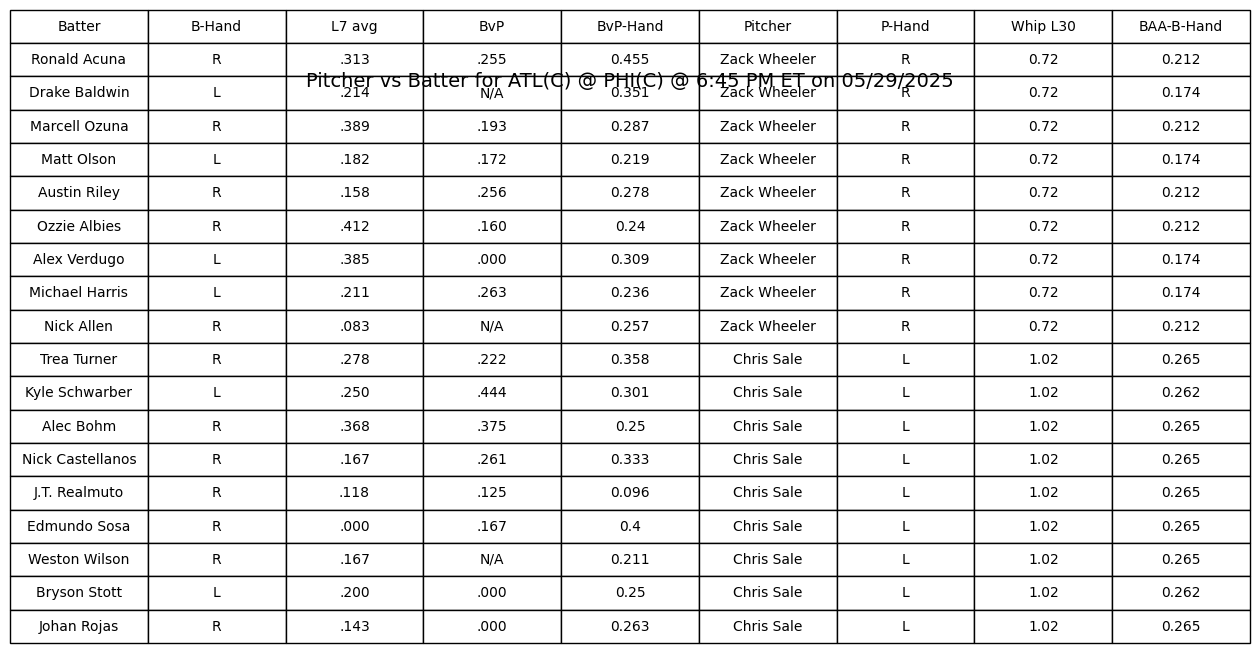 Batter B-Hand L7 avg BvP BvP-Hand Pitcher P-Hand Whip L30 BAA-B-Hand
Ronald Acuna R .313 .255 0.455 Zack Wheeler R 0.72 0.212
Pitcher vs Batter for ATL(C) @ PHI(C) @ 6:45 PM ET on 05/29/2025
Drake Baldwin L .214 N/A 0.351 Zack Wheeler R 0.72 0.174
Marcell Ozuna R .389 .193 0.287 Zack Wheeler R 0.72 0.212
Matt Olson L .182 .172 0.219 Zack Wheeler R 0.72 0.174
Austin Riley R .158 .256 0.278 Zack Wheeler R 0.72 0.212
Ozzie Albies R .412 .160 0.24 Zack Wheeler R 0.72 0.212
Alex Verdugo L .385 .000 0.309 Zack Wheeler R 0.72 0.174
Michael Harris L .211 .263 0.236 Zack Wheeler R 0.72 0.174
Nick Allen R .083 N/A 0.257 Zack Wheeler R 0.72 0.212
Trea Turner R .278 .222 0.358 Chris Sale L 1.02 0.265
Kyle Schwarber L .250 .444 0.301 Chris Sale L 1.02 0.262
Alec Bohm R .368 .375 0.25 Chris Sale L 1.02 0.265
Nick Castellanos R .167 .261 0.333 Chris Sale L 1.02 0.265
J.T. Realmuto R .118 .125 0.096 Chris Sale L 1.02 0.265
Edmundo Sosa R .000 .167 0.4 Chris Sale L 1.02 0.265
Weston Wilson R .167 N/A 0.211 Chris Sale L 1.02 0.265
Bryson Stott L .200 .000 0.25 Chris Sale L 1.02 0.262
Johan Rojas R .143 .000 0.263 Chris Sale L 1.02 0.265